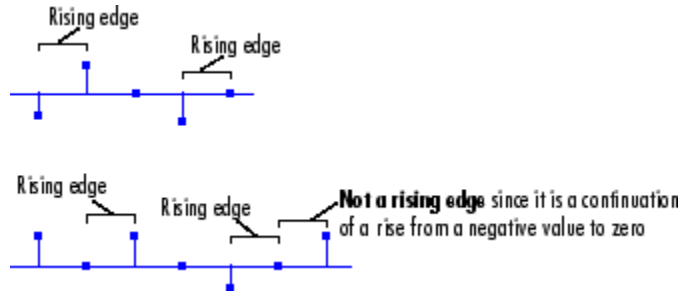 Rising edge
Rising edge
Rising edge
Rising edge
Not a rising edge since it is a continuation
of a rise from a negative value to zero